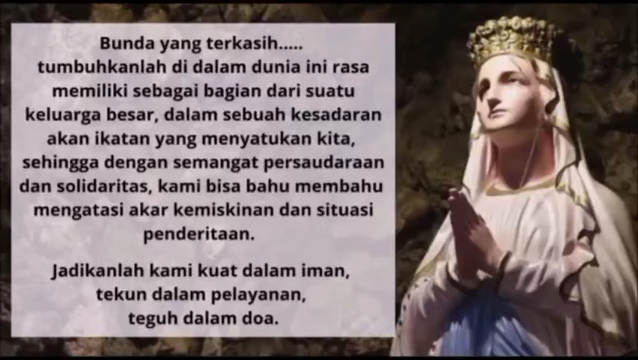 Bunda yang terkasih.....
tumbuhkanlah di dalam dunia ini rasa
memiliki sebagai bagian dari suatu
keluarga besar, dalam sebuah kesadaran
akan ikatan yang menyatukan kita,
sehingga dengan semangat persaudaraan
dan solidaritas, kami bisa bahu membahu
mengatasi akar kemiskinan dan situasi
penderitaan.
Jadikanlah kami kuat dalam iman,
tekun dalam pelayanan,
teguh dalam doa.